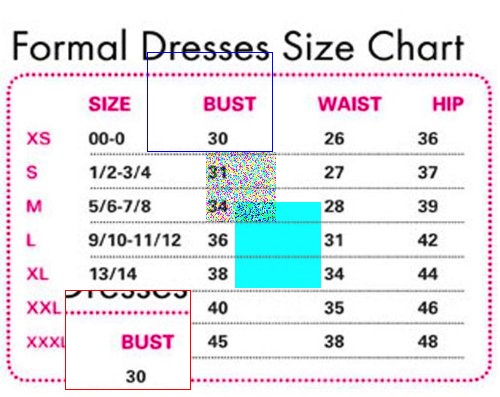 Formal Dresses Size Chart
SIZE BUST WAIST HIP
XS 00-0 30 26 36
S 1/2-3/4 31 27 37
M 5/6-7/8 34 28 39
L 9/10-11/12 36 31 42
XL 13/14 38 34 44
XXL 40 35 46
XXXL 45 38 48
Dresses
BUST
30